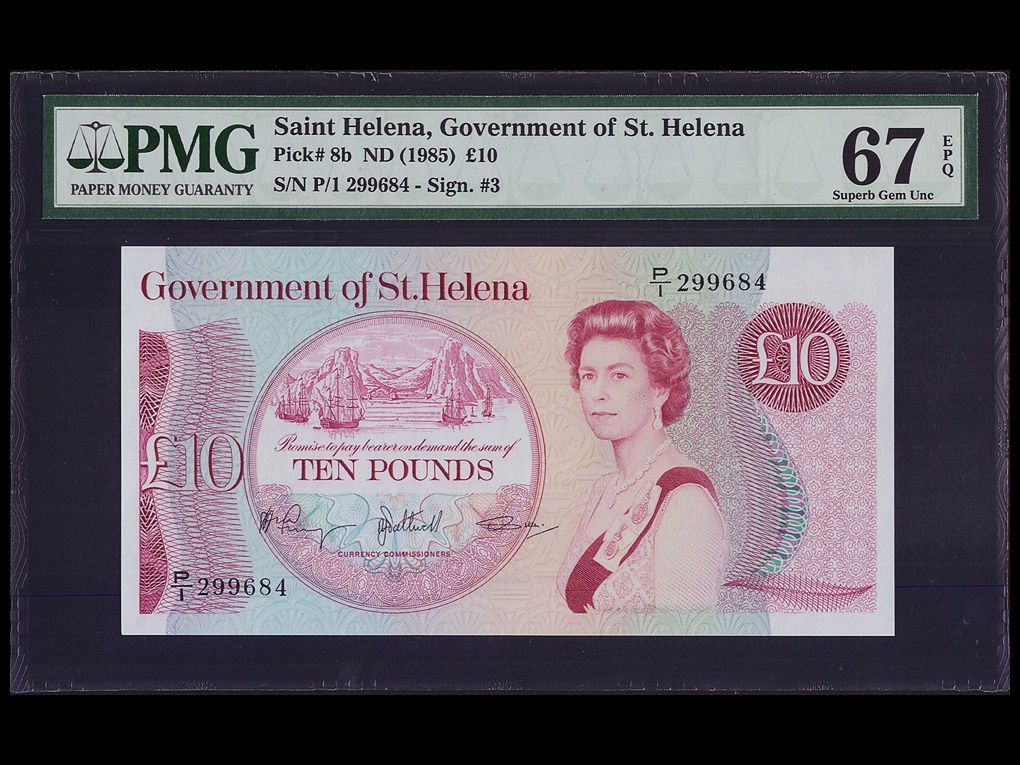 PMG
PAPER MONEY GUARANTY
Saint Helena, Government of St. Helena
Pick# 8b ND (1985) £10
S/N P/1 299684 - Sign. #3
67
EPQ
Superb Gem Unc
Government of St.Helena
P/1 299684
£10
£10
Promise to pay bearer on demand the sum of
TEN POUNDS
CURRENCY COMMISSIONERS
P/1 299684